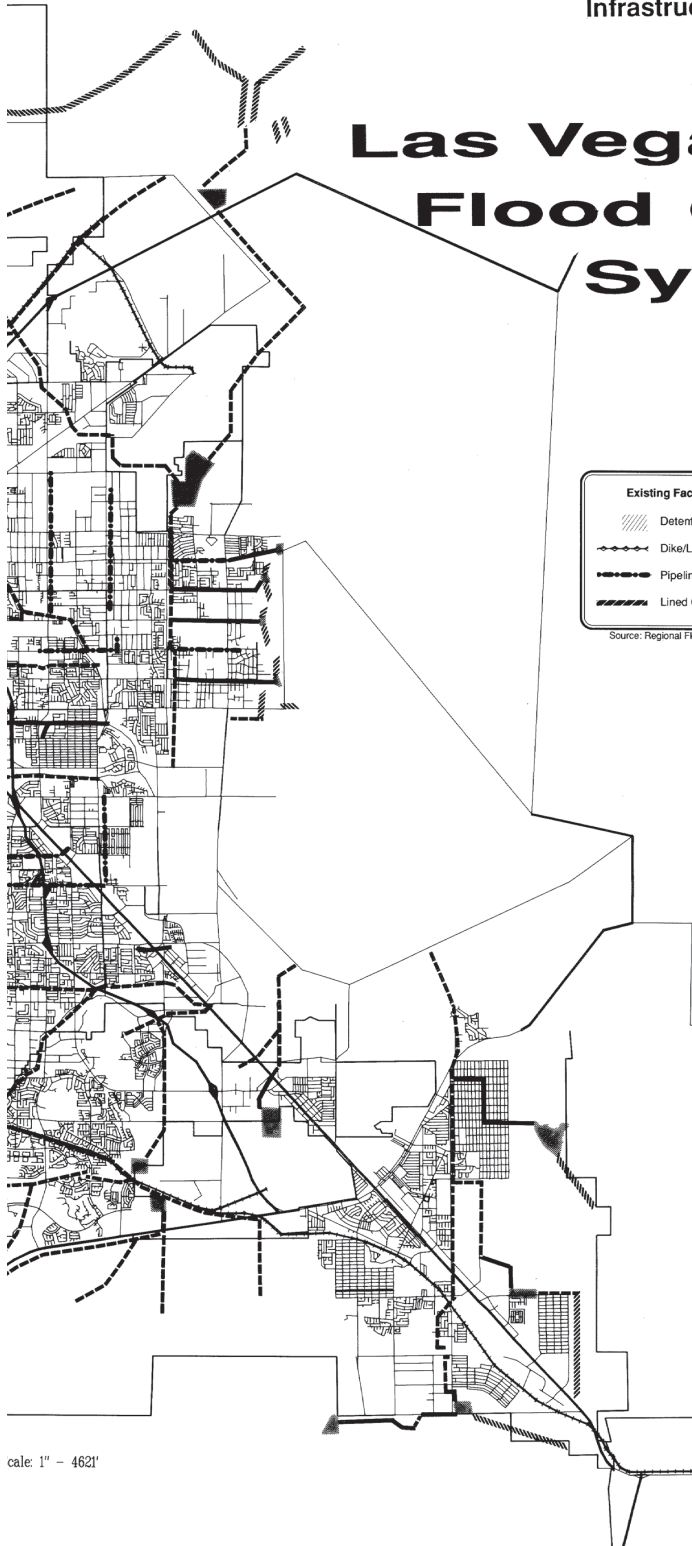 Infrastruc
Las Vega
Flood
Sy
Existing Fac
Detent
Dike/L
Pipelin
Lined
Source: Regional Fl
cale: 1" - 4621'